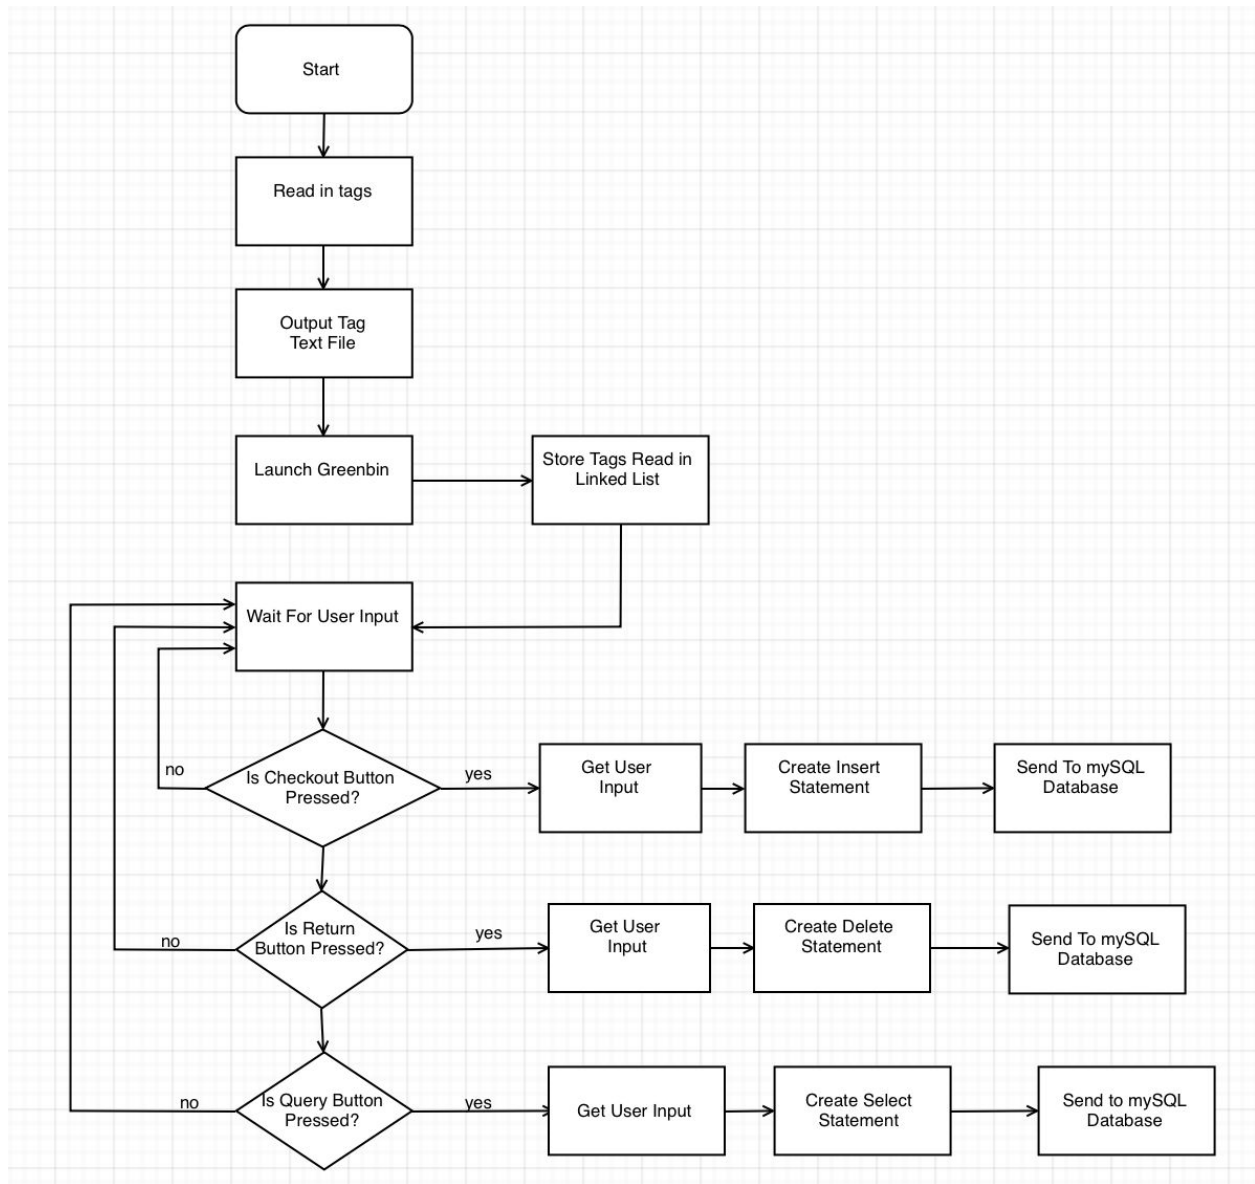 Start
Read in tags
Output Tag
Text File
Launch Greenbin
Store Tags Read in
Linked List
Wait For User Input
no
Is Checkout Button
Pressed?
yes
Get User
Input
Create Insert
Statement
Send To mySQL
Database
no
Is Return
Button Pressed?
yes
Get User
Input
Create Delete
Statement
Send To mySQL
Database
no
Is Query Button
Pressed?
yes
Get User Input
Create Select
Statement
Send to mySQL
Database